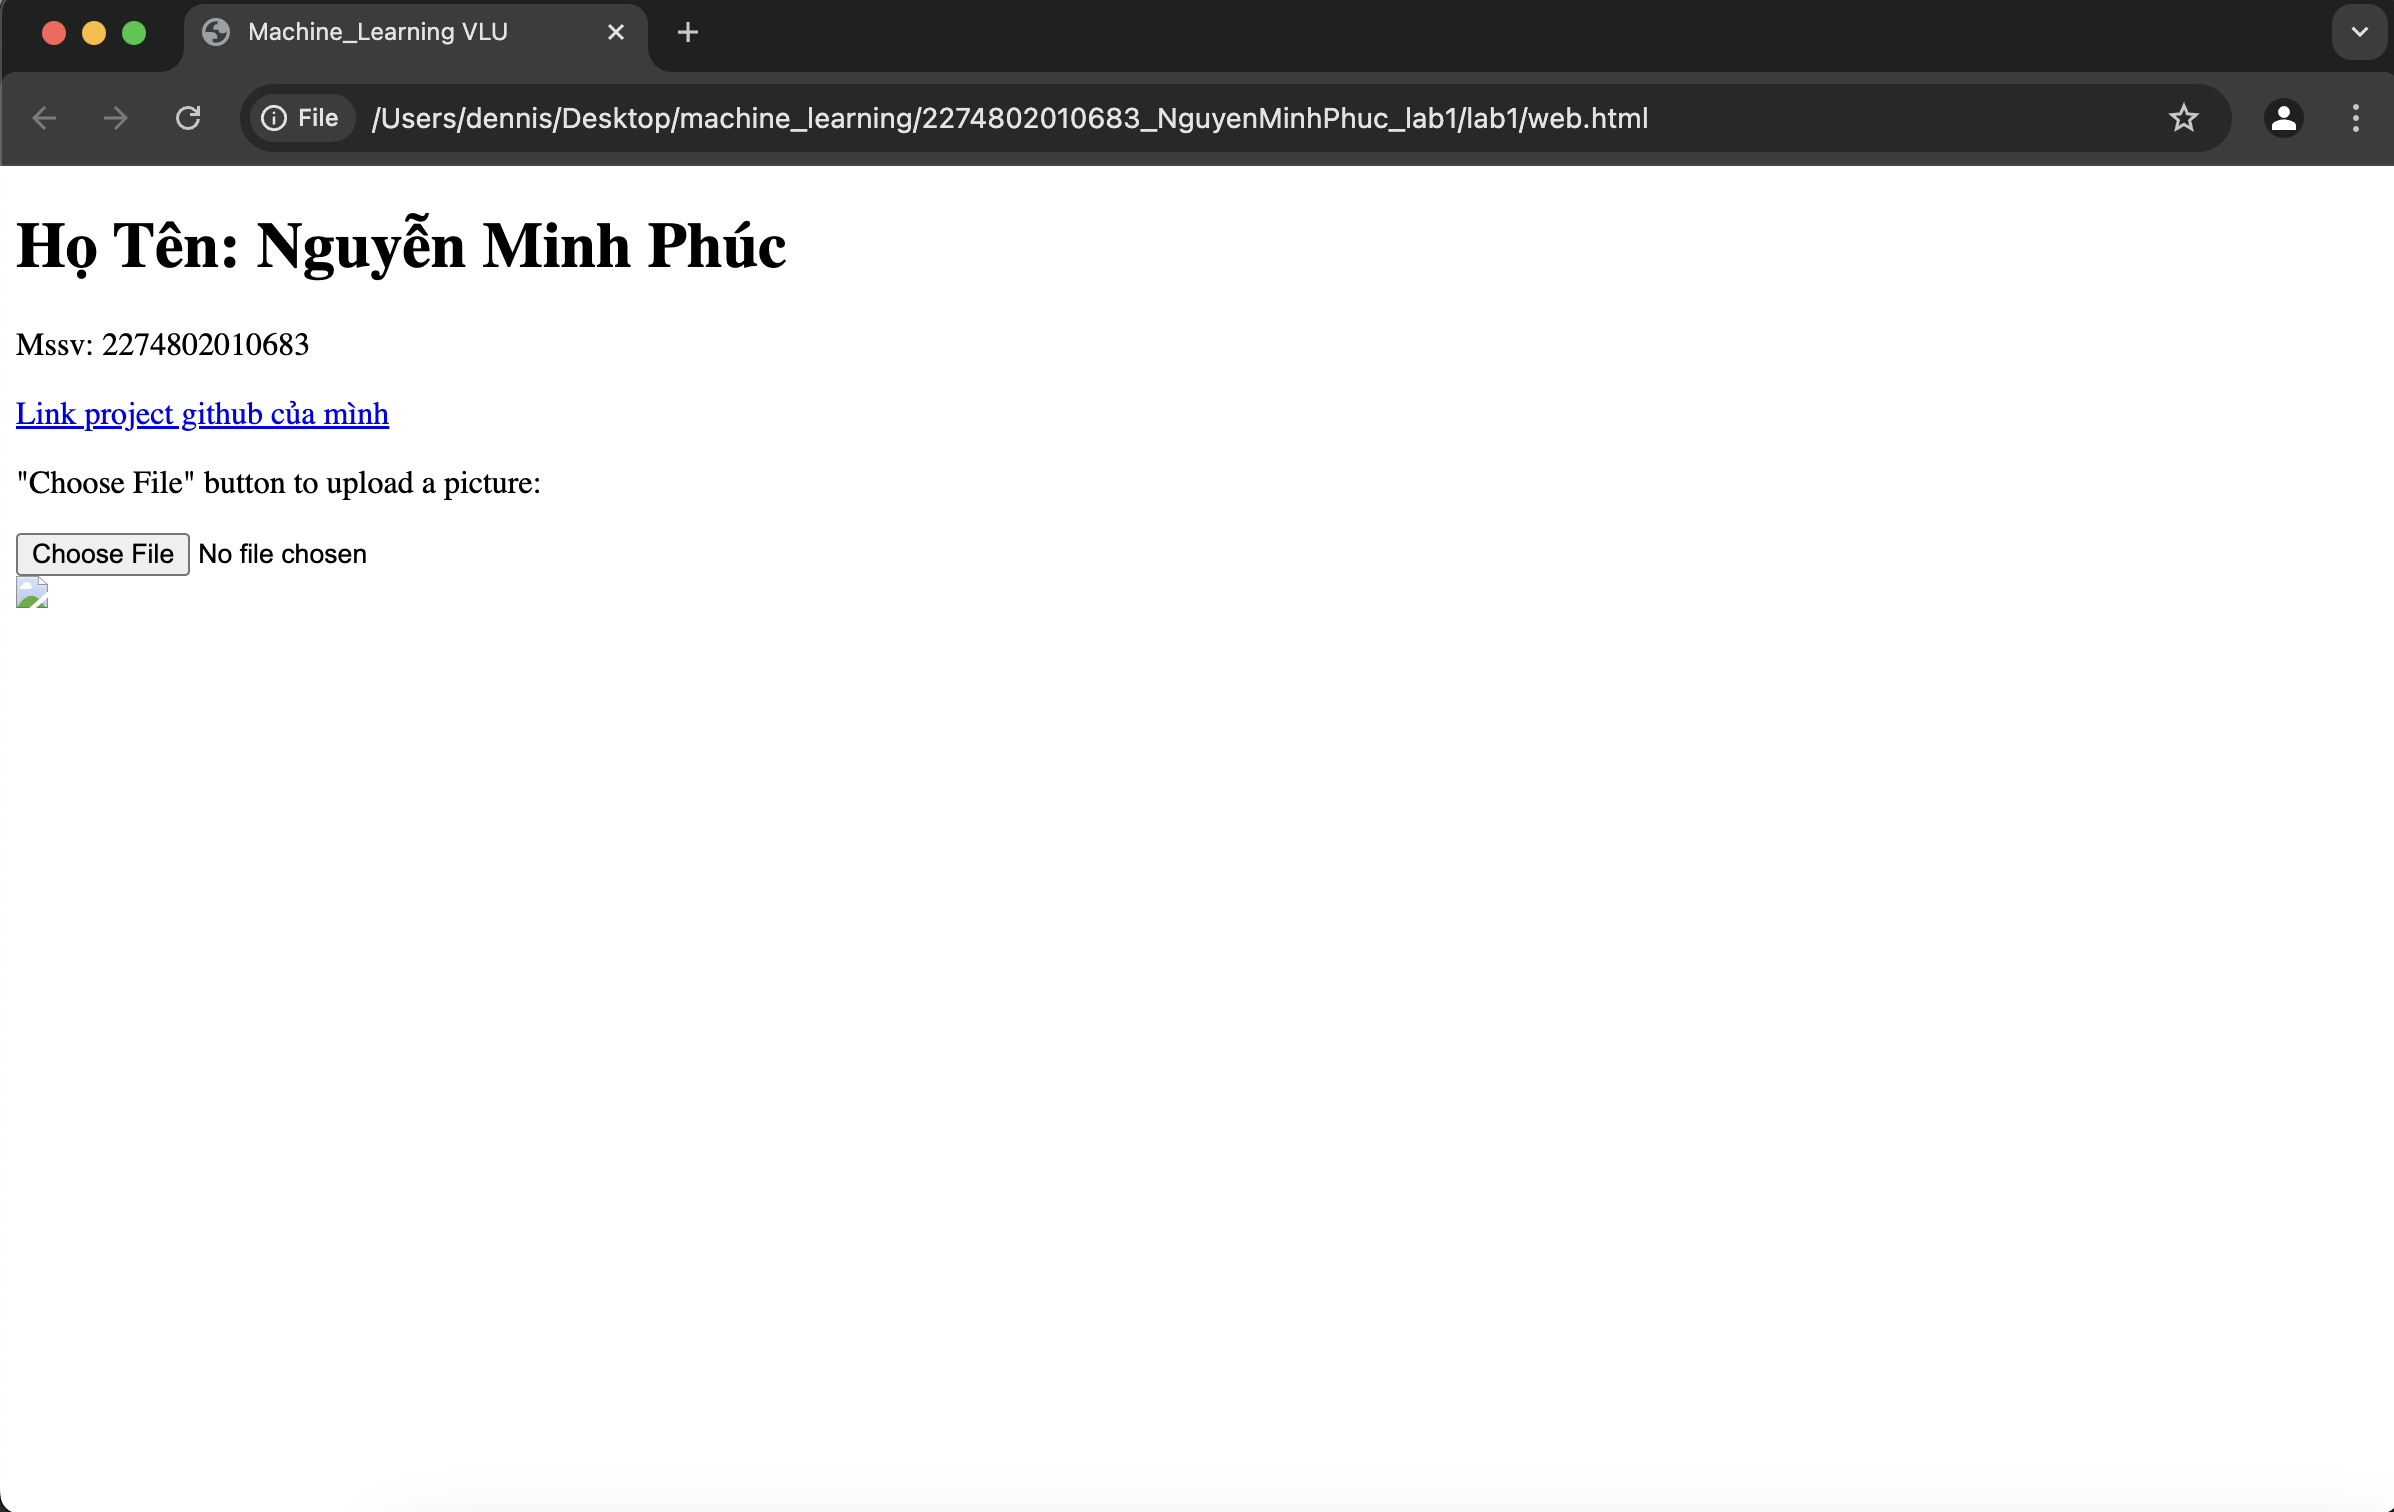 Machine_Learning VLU
File /Users/dennis/Desktop/machine_learning/2274802010683_NguyenMinhPhuc_lab1/lab1/web.html
Họ Tên: Nguyễn Minh Phúc
Mssv: 2274802010683
Link project github của mình
"Choose File" button to upload a picture:
Choose File No file chosen